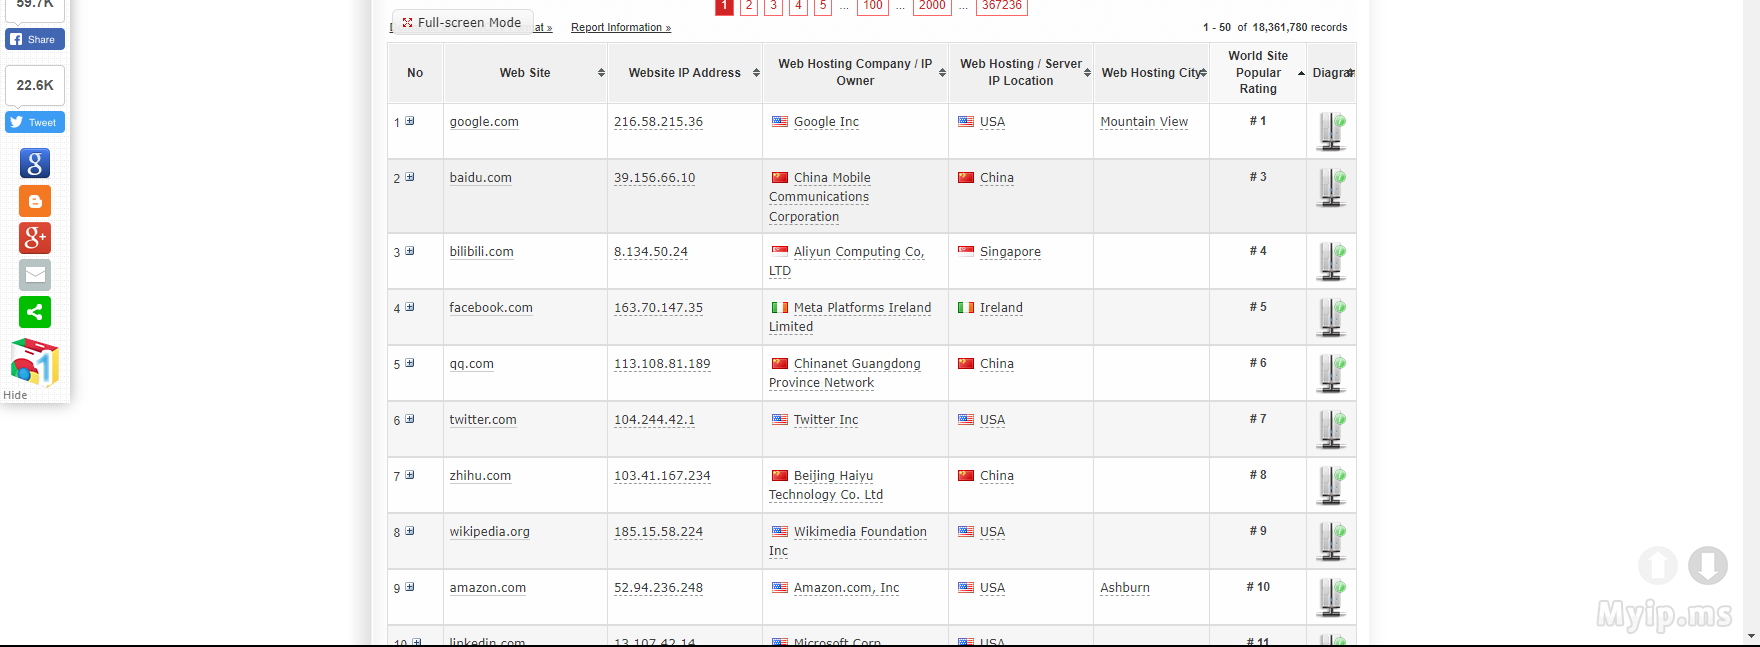 59.7K
Share
22.6K
Tweet
Hide
1 2 3 4 5 ... 100 ... 2000 ... 367236
Full-screen Mode
at »
Report Information »
1 - 50 of 18,361,780 records
No
Web Site
Website IP Address
Web Hosting Company / IP
Owner
Web Hosting / Server
IP Location
Web Hosting City
World Site
Popular
Rating
Diagram
1 google.com 216.58.215.36 Google Inc USA Mountain View # 1
2 baidu.com 39.156.66.10 China Mobile China # 3
Communications
Corporation
3 bilibili.com 8.134.50.24 Aliyun Computing Co, Singapore # 4
LTD
4 facebook.com 163.70.147.35 Meta Platforms Ireland Ireland # 5
Limited
5 qq.com 113.108.81.189 Chinanet Guangdong China # 6
Province Network
6 twitter.com 104.244.42.1 Twitter Inc USA # 7
7 zhihu.com 103.41.167.234 Beijing Haiyu China # 8
Technology Co. Ltd
8 wikipedia.org 185.15.58.224 Wikimedia Foundation USA # 9
Inc
9 amazon.com 52.94.236.248 Amazon.com, Inc USA Ashburn # 10
10 linkedin.com 13.107.42.14 Microsoft Corp USA # 11
Myip.ms